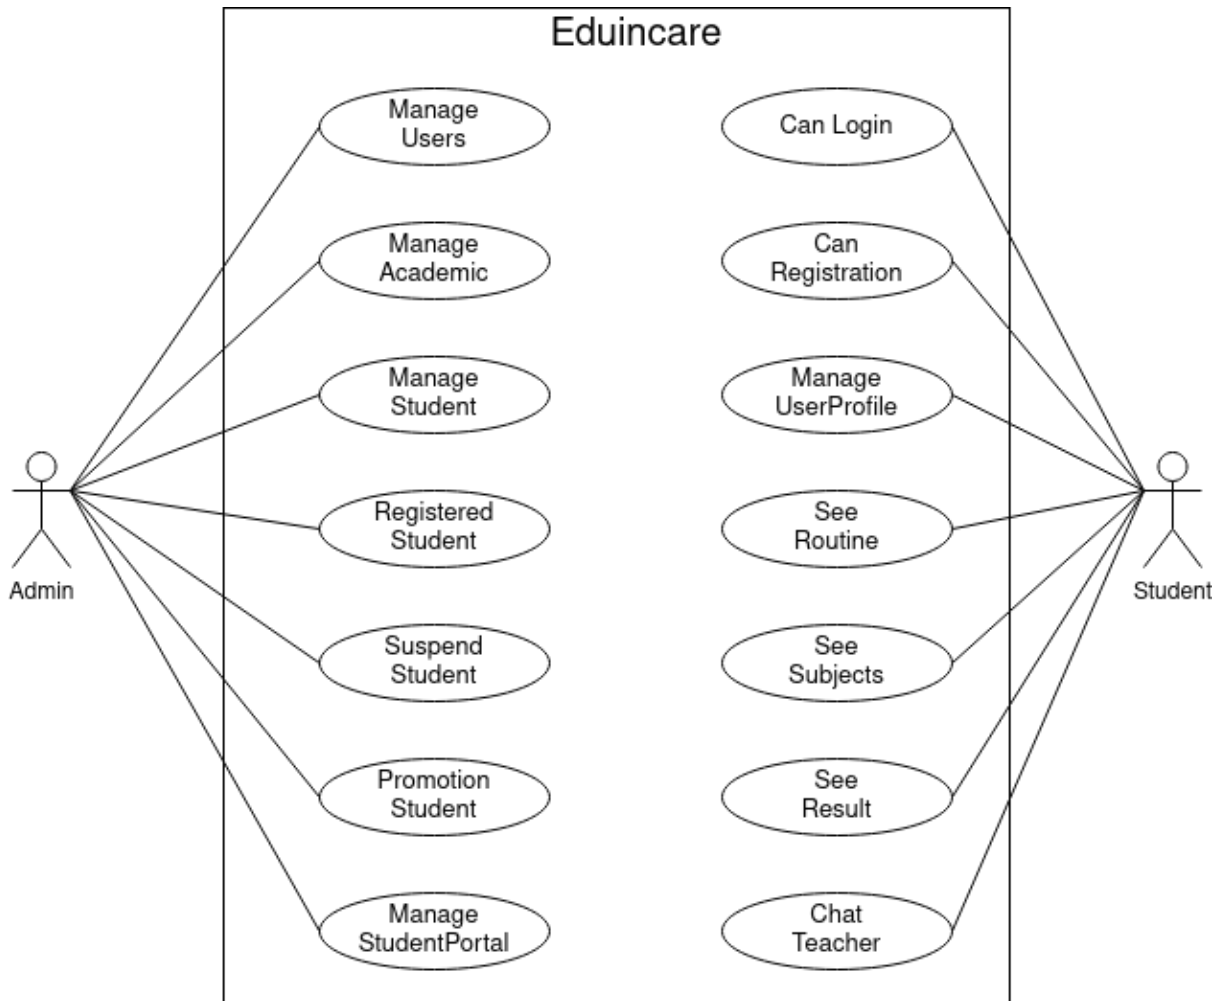 Eduincare
Manage
Users
Can Login
Manage
Academic
Can
Registration
Manage
Student
Manage
UserProfile
Registered
Student
See
Routine
Admin
Student
Suspend
Student
See
Subjects
Promotion
Student
See
Result
Manage
StudentPortal
Chat
Teacher